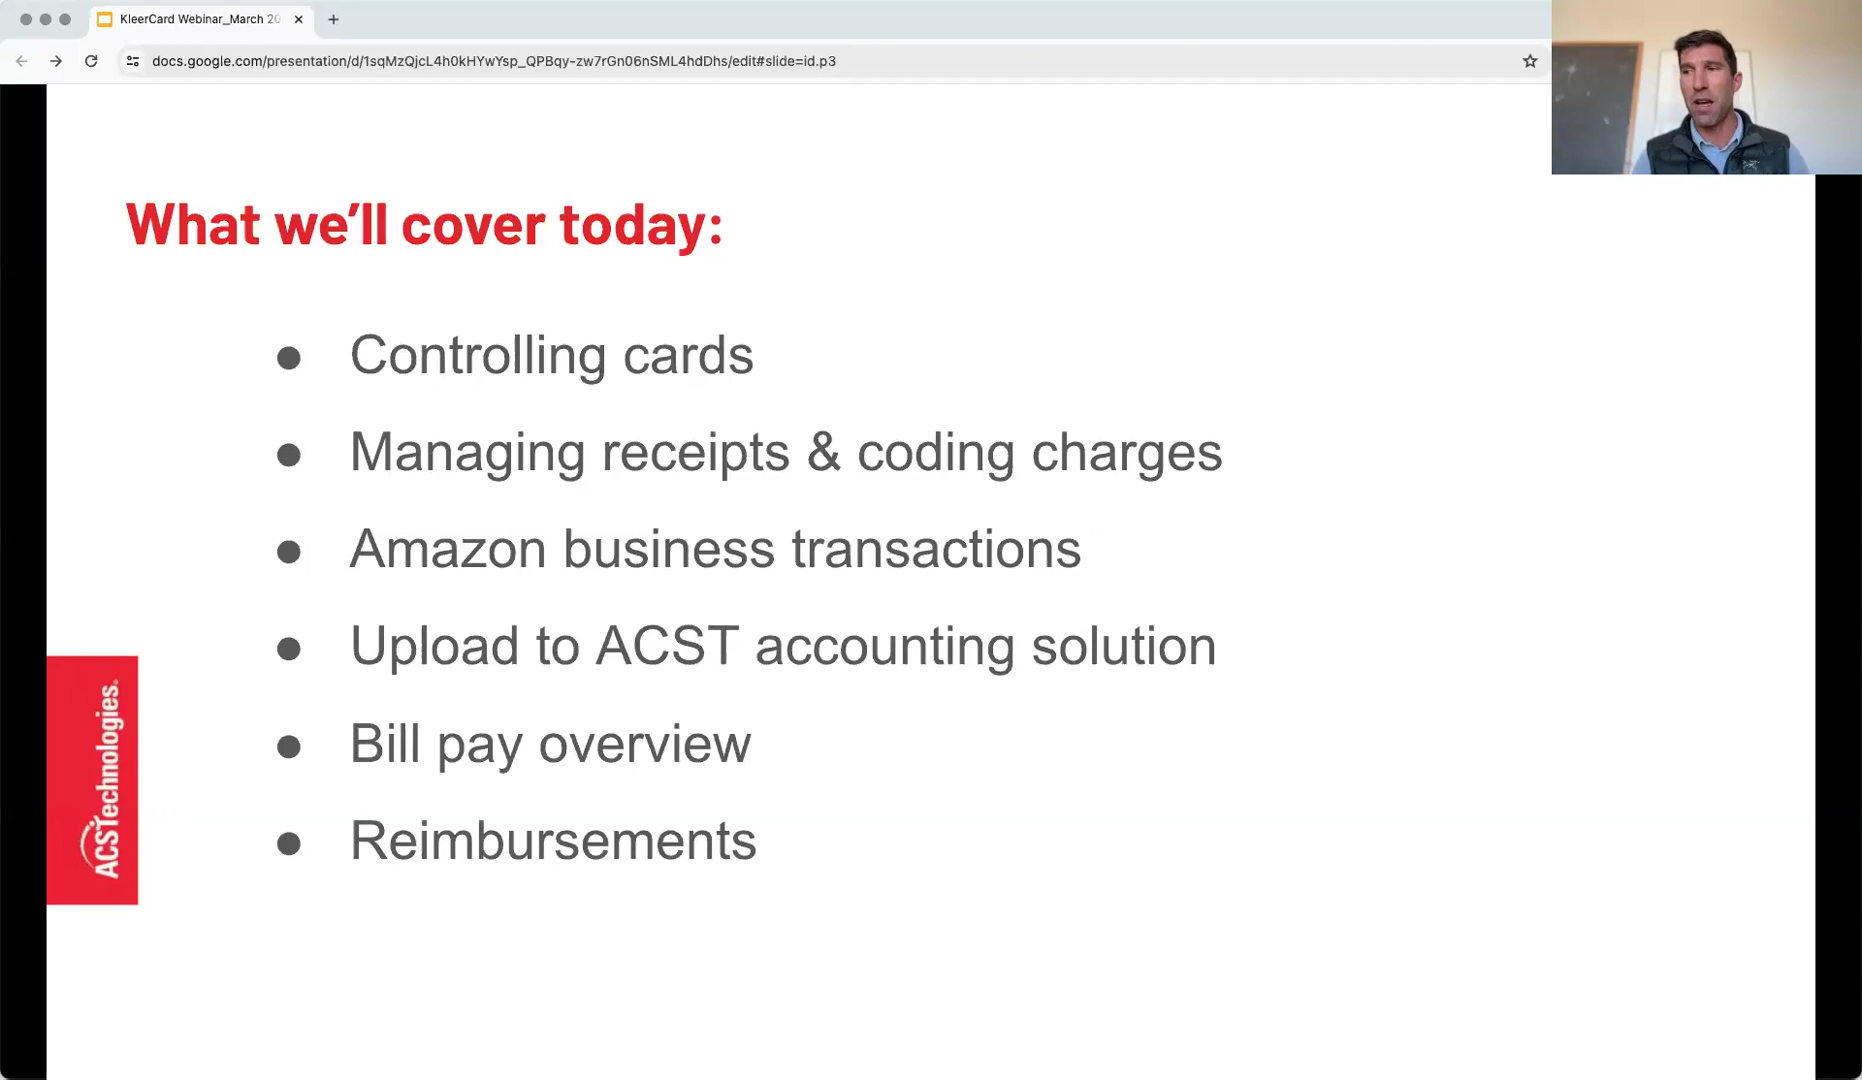 KleerCard Webinar_March 20
docs.google.com/presentation/d/1sqMzQjcL4h0kHYwYsp_QPBqy-zw7rGn06nSML4hdDhs/edit#slide=id.p3
What we'll cover today:
● Controlling cards
● Managing receipts & coding charges
● Amazon business transactions
● Upload to ACST accounting solution
● Bill pay overview
● Reimbursements
ACSTechnologies.